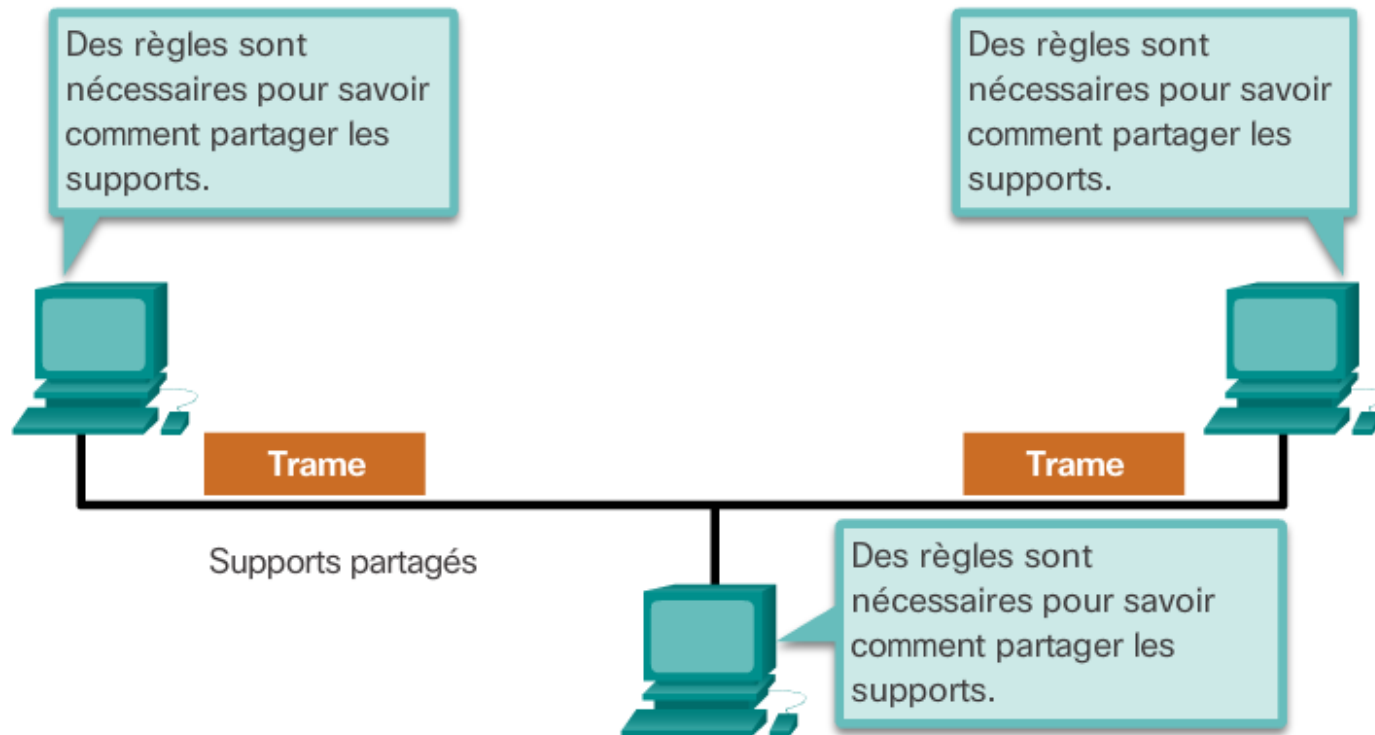 Des règles sont
nécessaires pour savoir
comment partager les
supports.
Des règles sont
nécessaires pour savoir
comment partager les
supports.
Trame
Trame
Supports partagés
Des règles sont
nécessaires pour savoir
comment partager les
supports.